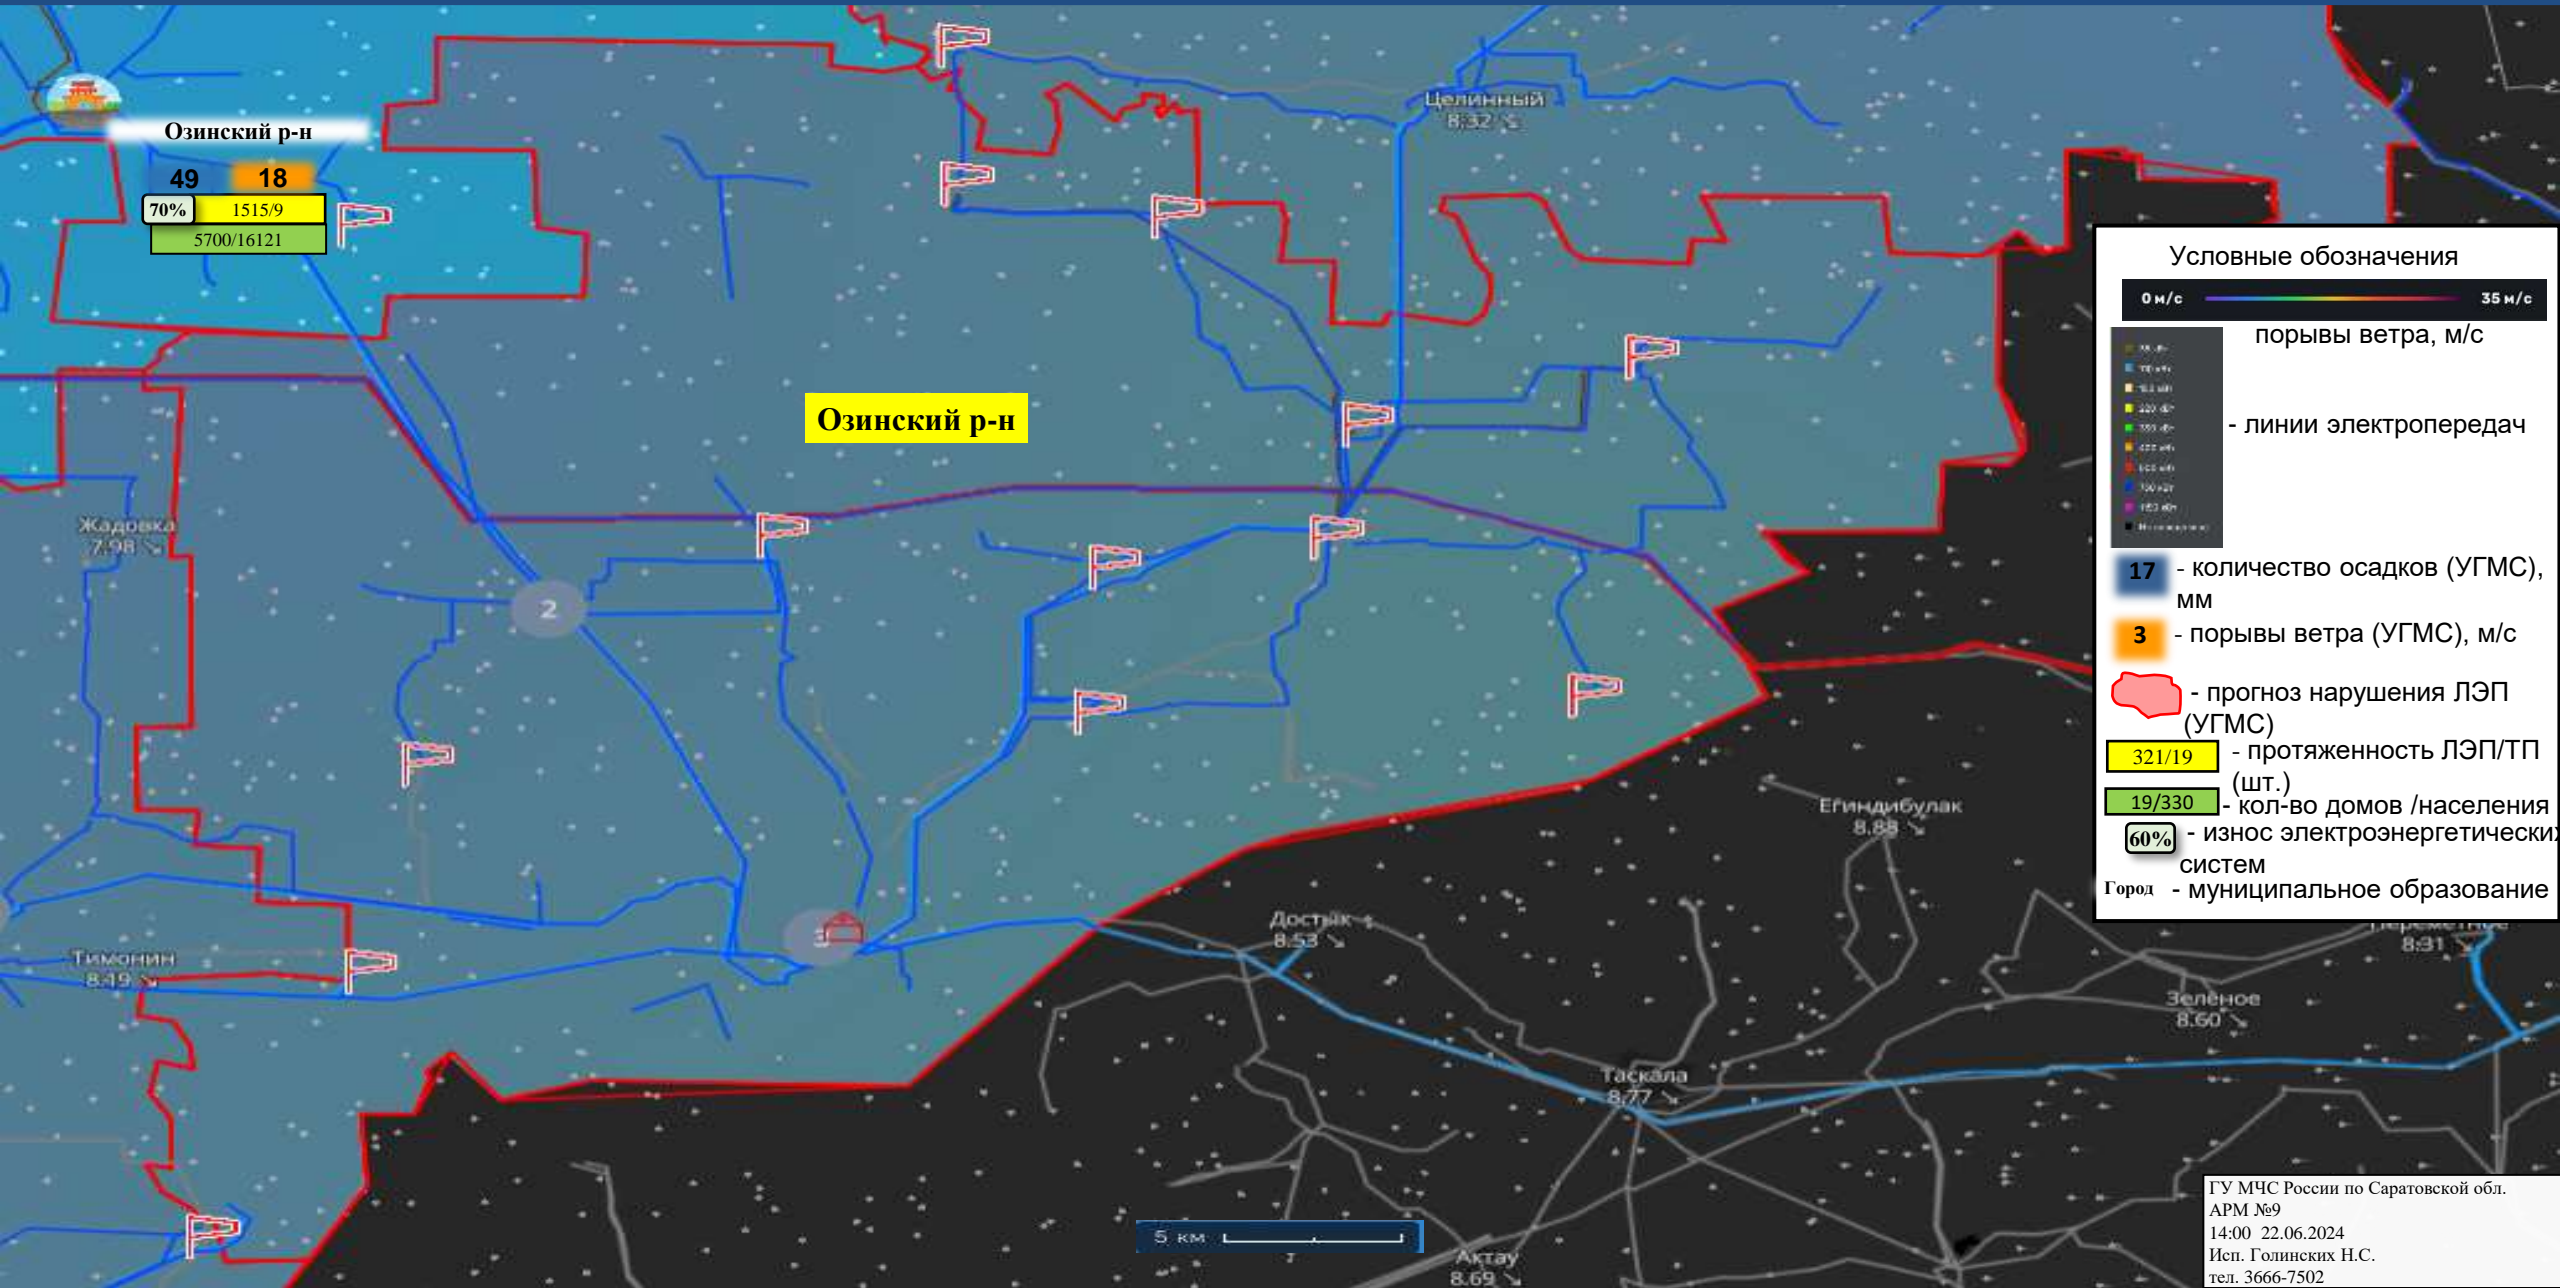 Целинный
8.32
Озинский р-н
49
18
70%
1515/9
5700/16121
Озинский р-н
Жадовка
7.98
2
3
Тимонин
8.19
Достык
8.53
Егиндибулак
8.88
Таскала
8.77
Зелёное
8.60
8.31
Актау
8.69
5 км
Условные обозначения
0 м/с
35 м/с
порывы ветра, м/с
- линии электропередач
17
- количество осадков (УГМС),
мм
3
- порывы ветра (УГМС), м/с
- прогноз нарушения ЛЭП
(УГМС)
321/19
- протяженность ЛЭП/ТП
(шт.)
19/330
- кол-во домов /населения
60%
- износ электроэнергетических
систем
Город
- муниципальное образование
ГУ МЧС России по Саратовской обл.
АРМ №9
14:00 22.06.2024
Исп. Голинских Н.С.
тел. 3666-7502